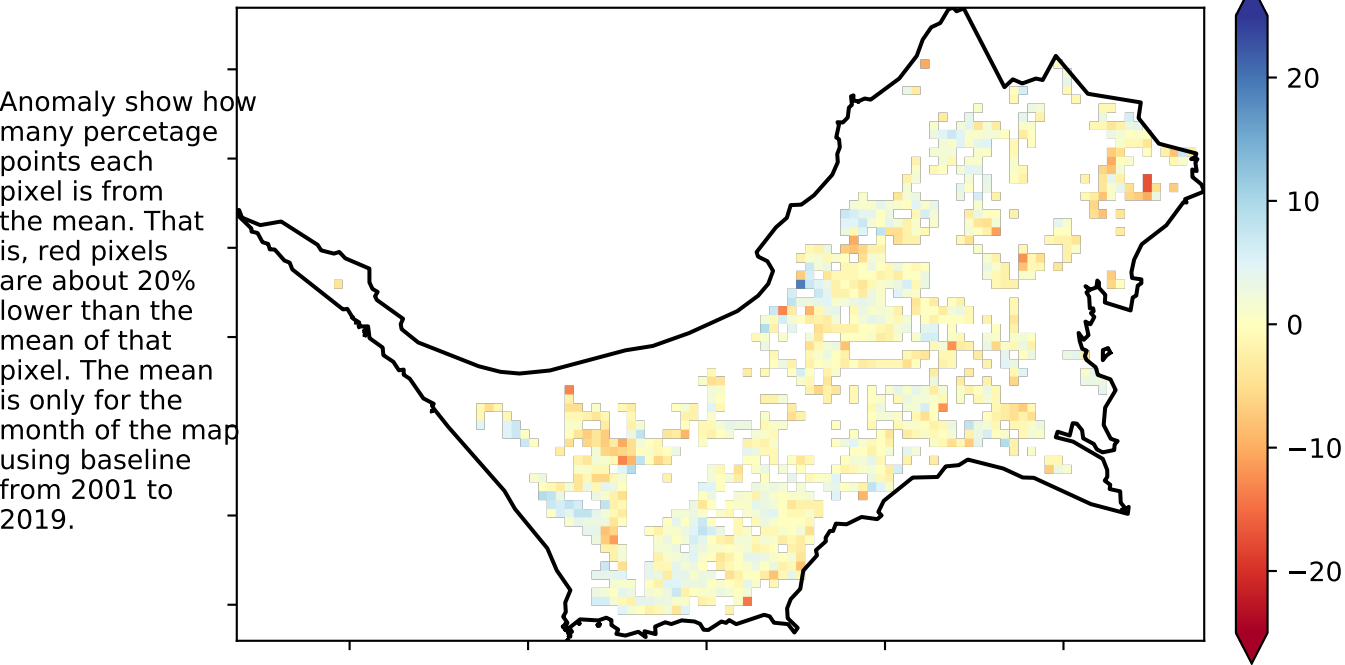 Anomaly show how
many percetage
points each
pixel is from
the mean. That
is, red pixels
are about 20%
lower than the
mean of that
pixel. The mean
is only for the
month of the map
using baseline
from 2001 to
2019.
20
10
0
−10
−20